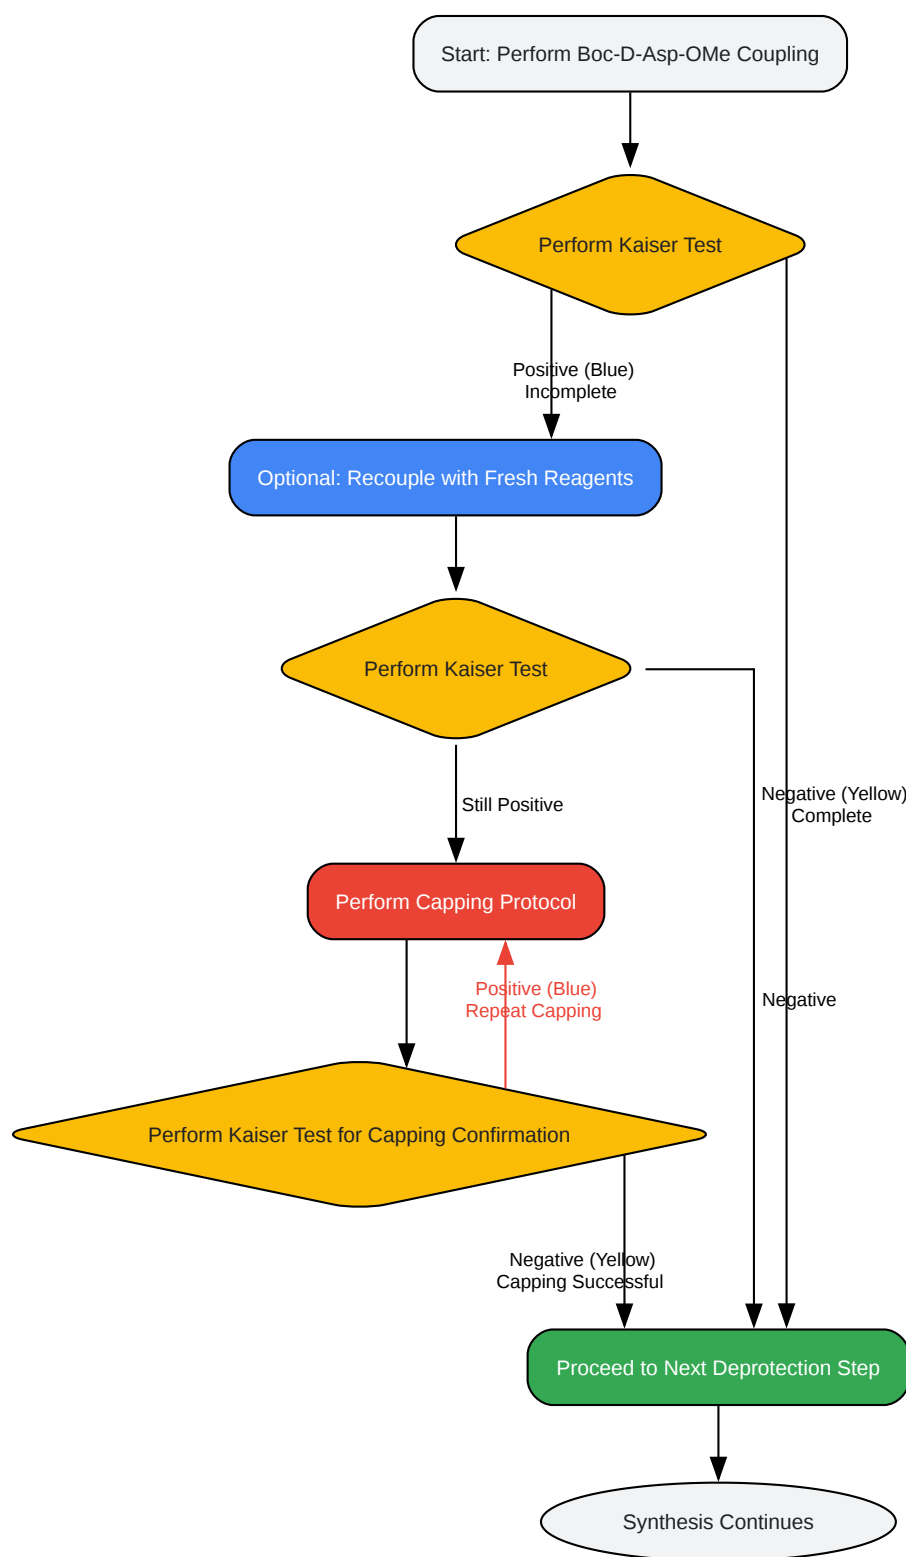 Start: Perform Boc-D-Asp-OMe Coupling
Perform Kaiser Test
Positive (Blue)
Incomplete
Optional: Recouple with Fresh Reagents
Perform Kaiser Test
Still Positive
Negative (Yellow)
Complete
Perform Capping Protocol
Positive (Blue)
Repeat Capping
Negative
Perform Kaiser Test for Capping Confirmation
Negative (Yellow)
Capping Successful
Proceed to Next Deprotection Step
Synthesis Continues